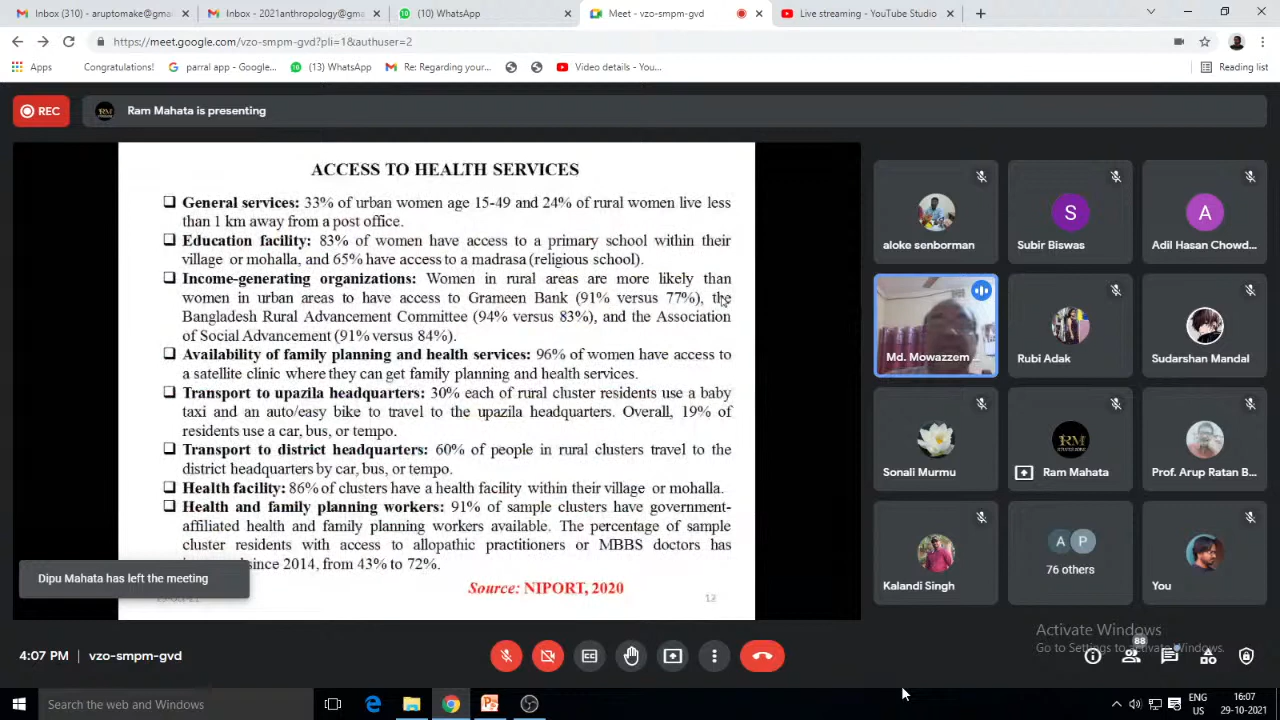 Inbox (310) - aruptomake@gmail
Inbox - 2021anthropology@gmail
(10) WhatsApp
Meet - vzo-smpm-gvd
Live streaming - YouTube Studio
https://meet.google.com/vzo-smpm-gvd?pli=1&authuser=2
Apps
Congratulations!
parral app - Google...
(13) WhatsApp
Re: Regarding your...
Video details - You...
Reading list
REC
RM
Ram Mahata is presenting
ACCESS TO HEALTH SERVICES
General services: 33% of urban women age 15-49 and 24% of rural women live less
than 1 km away from a post office.
Education facility: 83% of women have access to a primary school within their
village or mohalla, and 65% have access to a madrasa (religious school).
Income-generating organizations: Women in rural areas are more likely than
women in urban areas to have access to Grameen Bank (91% versus 77%), the
Bangladesh Rural Advancement Committee (94% versus 83%), and the Association
of Social Advancement (91% versus 84%).
Availability of family planning and health services: 96% of women have access to
a satellite clinic where they can get family planning and health services.
Transport to upazila headquarters: 30% each of rural cluster residents use a baby
taxi and an auto/easy bike to travel to the upazila headquarters. Overall, 19% of
residents use a car, bus, or tempo.
Transport to district headquarters: 60% of people in rural clusters travel to the
district headquarters by car, bus, or tempo.
Health facility: 86% of clusters have a health facility within their village or mohalla.
Health and family planning workers: 91% of sample clusters have government-
affiliated health and family planning workers available. The percentage of sample
cluster residents with access to allopathic practitioners or MBBS doctors has
since 2014, from 43% to 72%.
Source: NIPORT, 2020
12
Dipu Mahata has left the meeting
aloke senborman
S
Subir Biswas
A
Adil Hasan Chowd...
Md. Mowazzem ...
Rubi Adak
Sudarshan Mandal
Sonali Murmu
RM
Ram Mahata
Prof. Arup Ratan B...
Kalandi Singh
A P
76 others
You
Activate Windows
Go to Settings to activate Windows.
4:07 PM
vzo-smpm-gvd
88
Search the web and Windows
ENG
US
16:07
29-10-2021